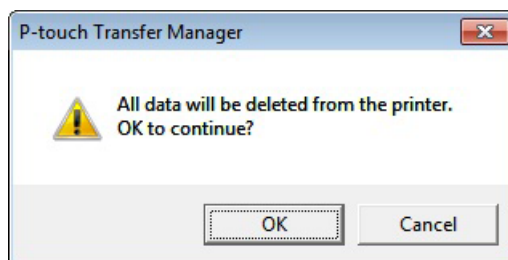 P-touch Transfer Manager
All data will be deleted from the printer.
OK to continue?
OK
Cancel